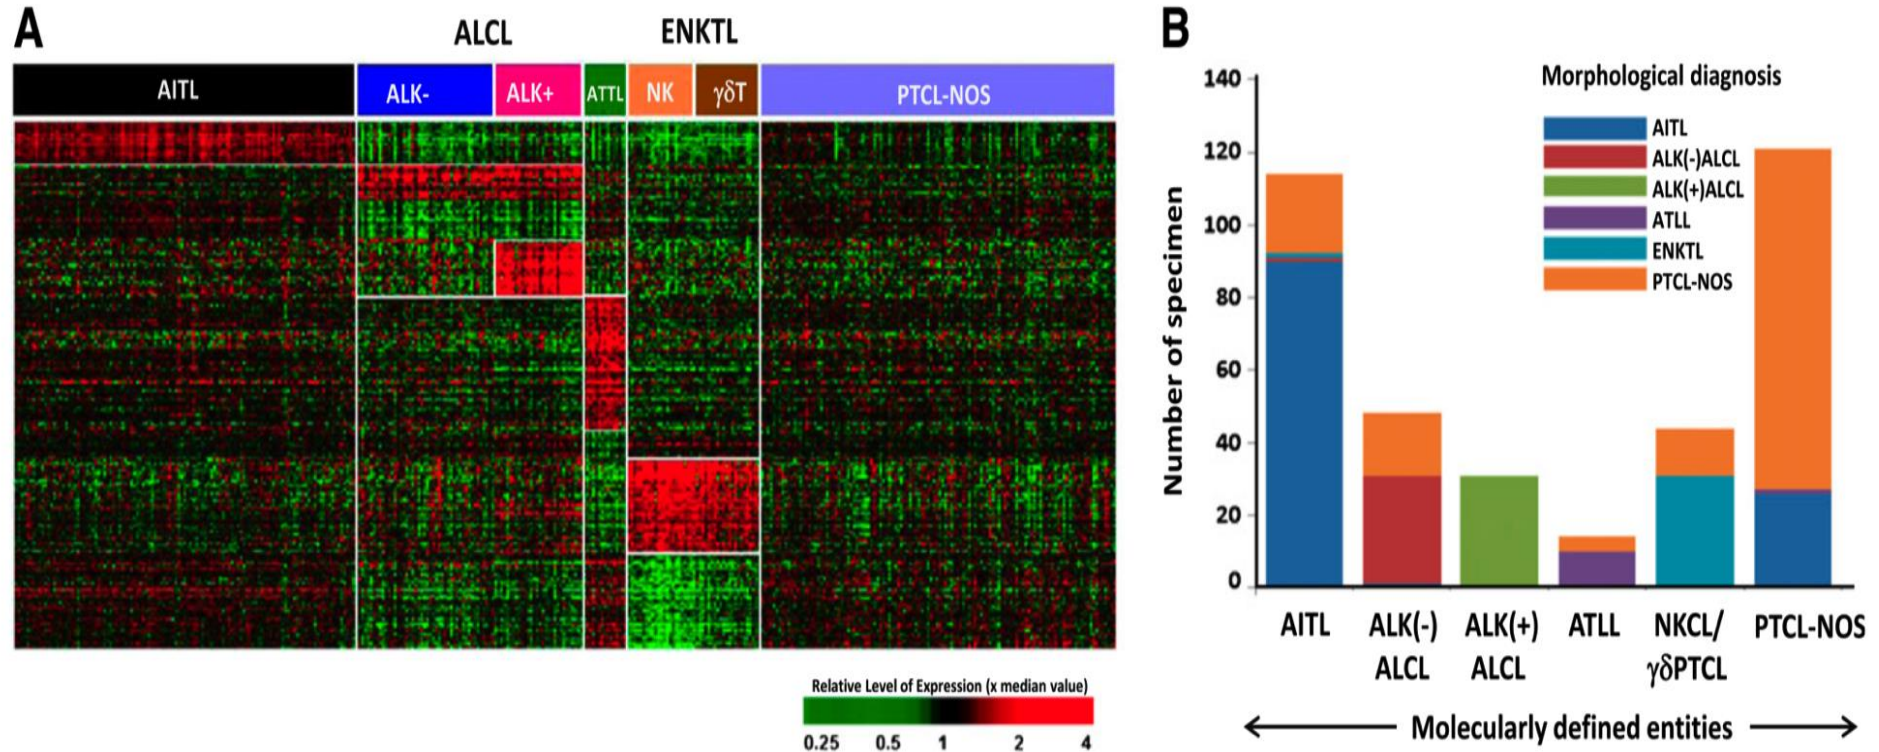 A
ALCL
ENKTL
AITL
ALK-
ALK+
ATTL
NK
γδT
PTCL-NOS
Relative Level of Expression (x median value)
0.25 0.5 1 2 4
B
Number of specimen
140
120
100
80
60
40
20
0
Morphological diagnosis
AITL
ALK(-)ALCL
ALK(+)ALCL
ATLL
ENKTL
PTCL-NOS
AITL
ALK(-)
ALCL
ALK(+)
ALCL
ATLL
NKCL/
γδPTCL
PTCL-NOS
Molecularly defined entities